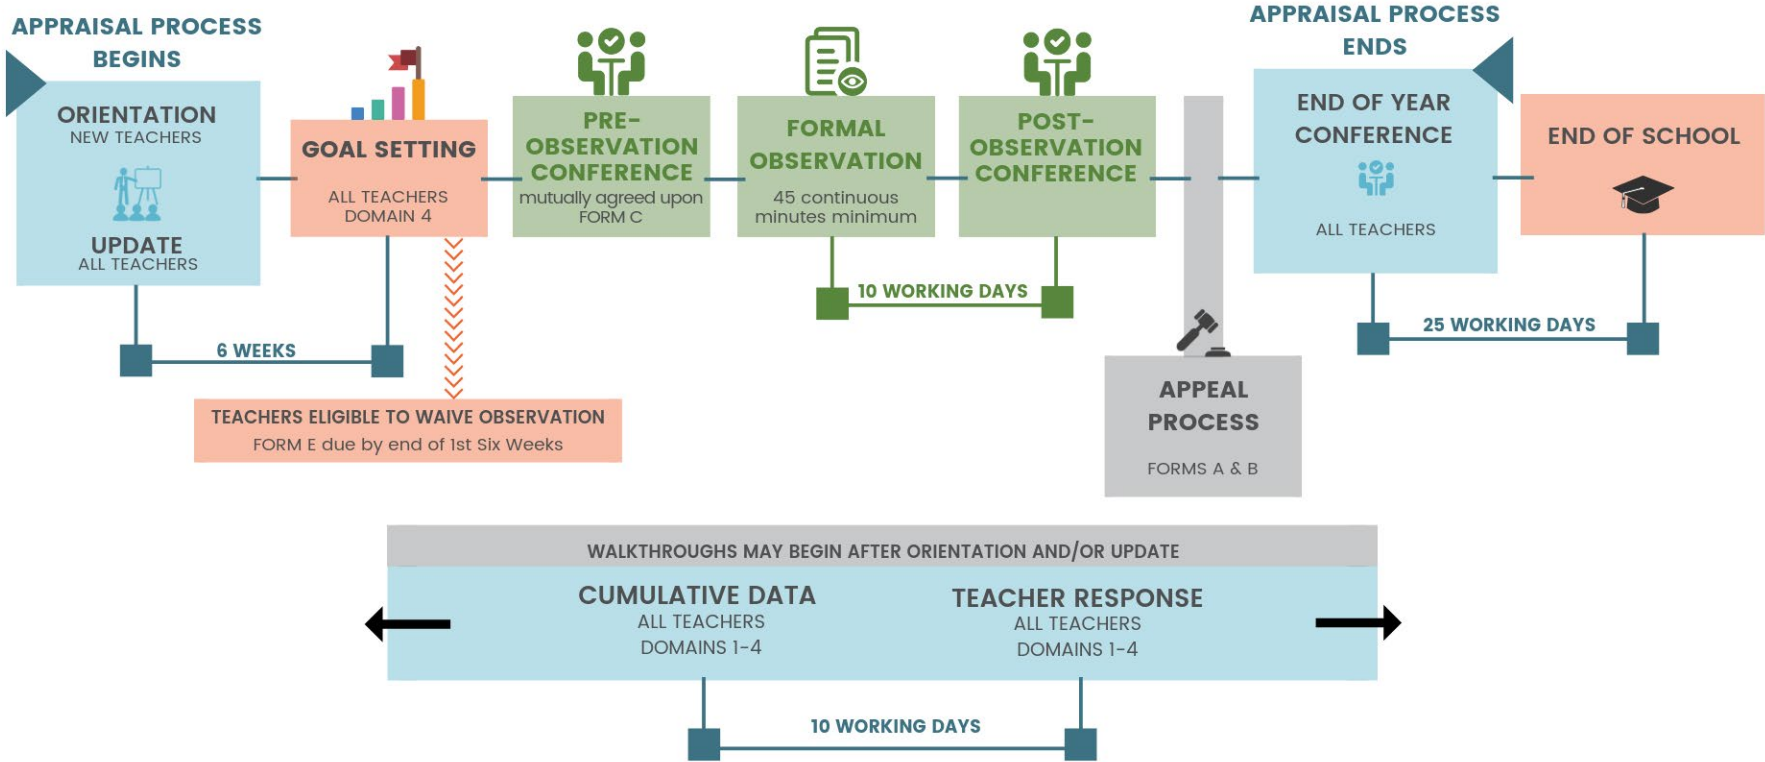 APPRAISAL PROCESS
BEGINS
ORIENTATION
NEW TEACHERS
UPDATE
ALL TEACHERS
6 WEEKS
GOAL SETTING
ALL TEACHERS
DOMAIN 4
TEACHERS ELIGIBLE TO WAIVE OBSERVATION
FORM E due by end of 1st Six Weeks
PRE-
OBSERVATION
CONFERENCE
mutually agreed upon
FORM C
FORMAL
OBSERVATION
45 continuous
minutes minimum
10 WORKING DAYS
POST-
OBSERVATION
CONFERENCE
APPEAL
PROCESS
FORMS A & B
APPRAISAL PROCESS
ENDS
END OF YEAR
CONFERENCE
ALL TEACHERS
25 WORKING DAYS
END OF SCHOOL
WALKTHROUGHS MAY BEGIN AFTER ORIENTATION AND/OR UPDATE
CUMULATIVE DATA
ALL TEACHERS
DOMAINS 1-4
TEACHER RESPONSE
ALL TEACHERS
DOMAINS 1-4
10 WORKING DAYS